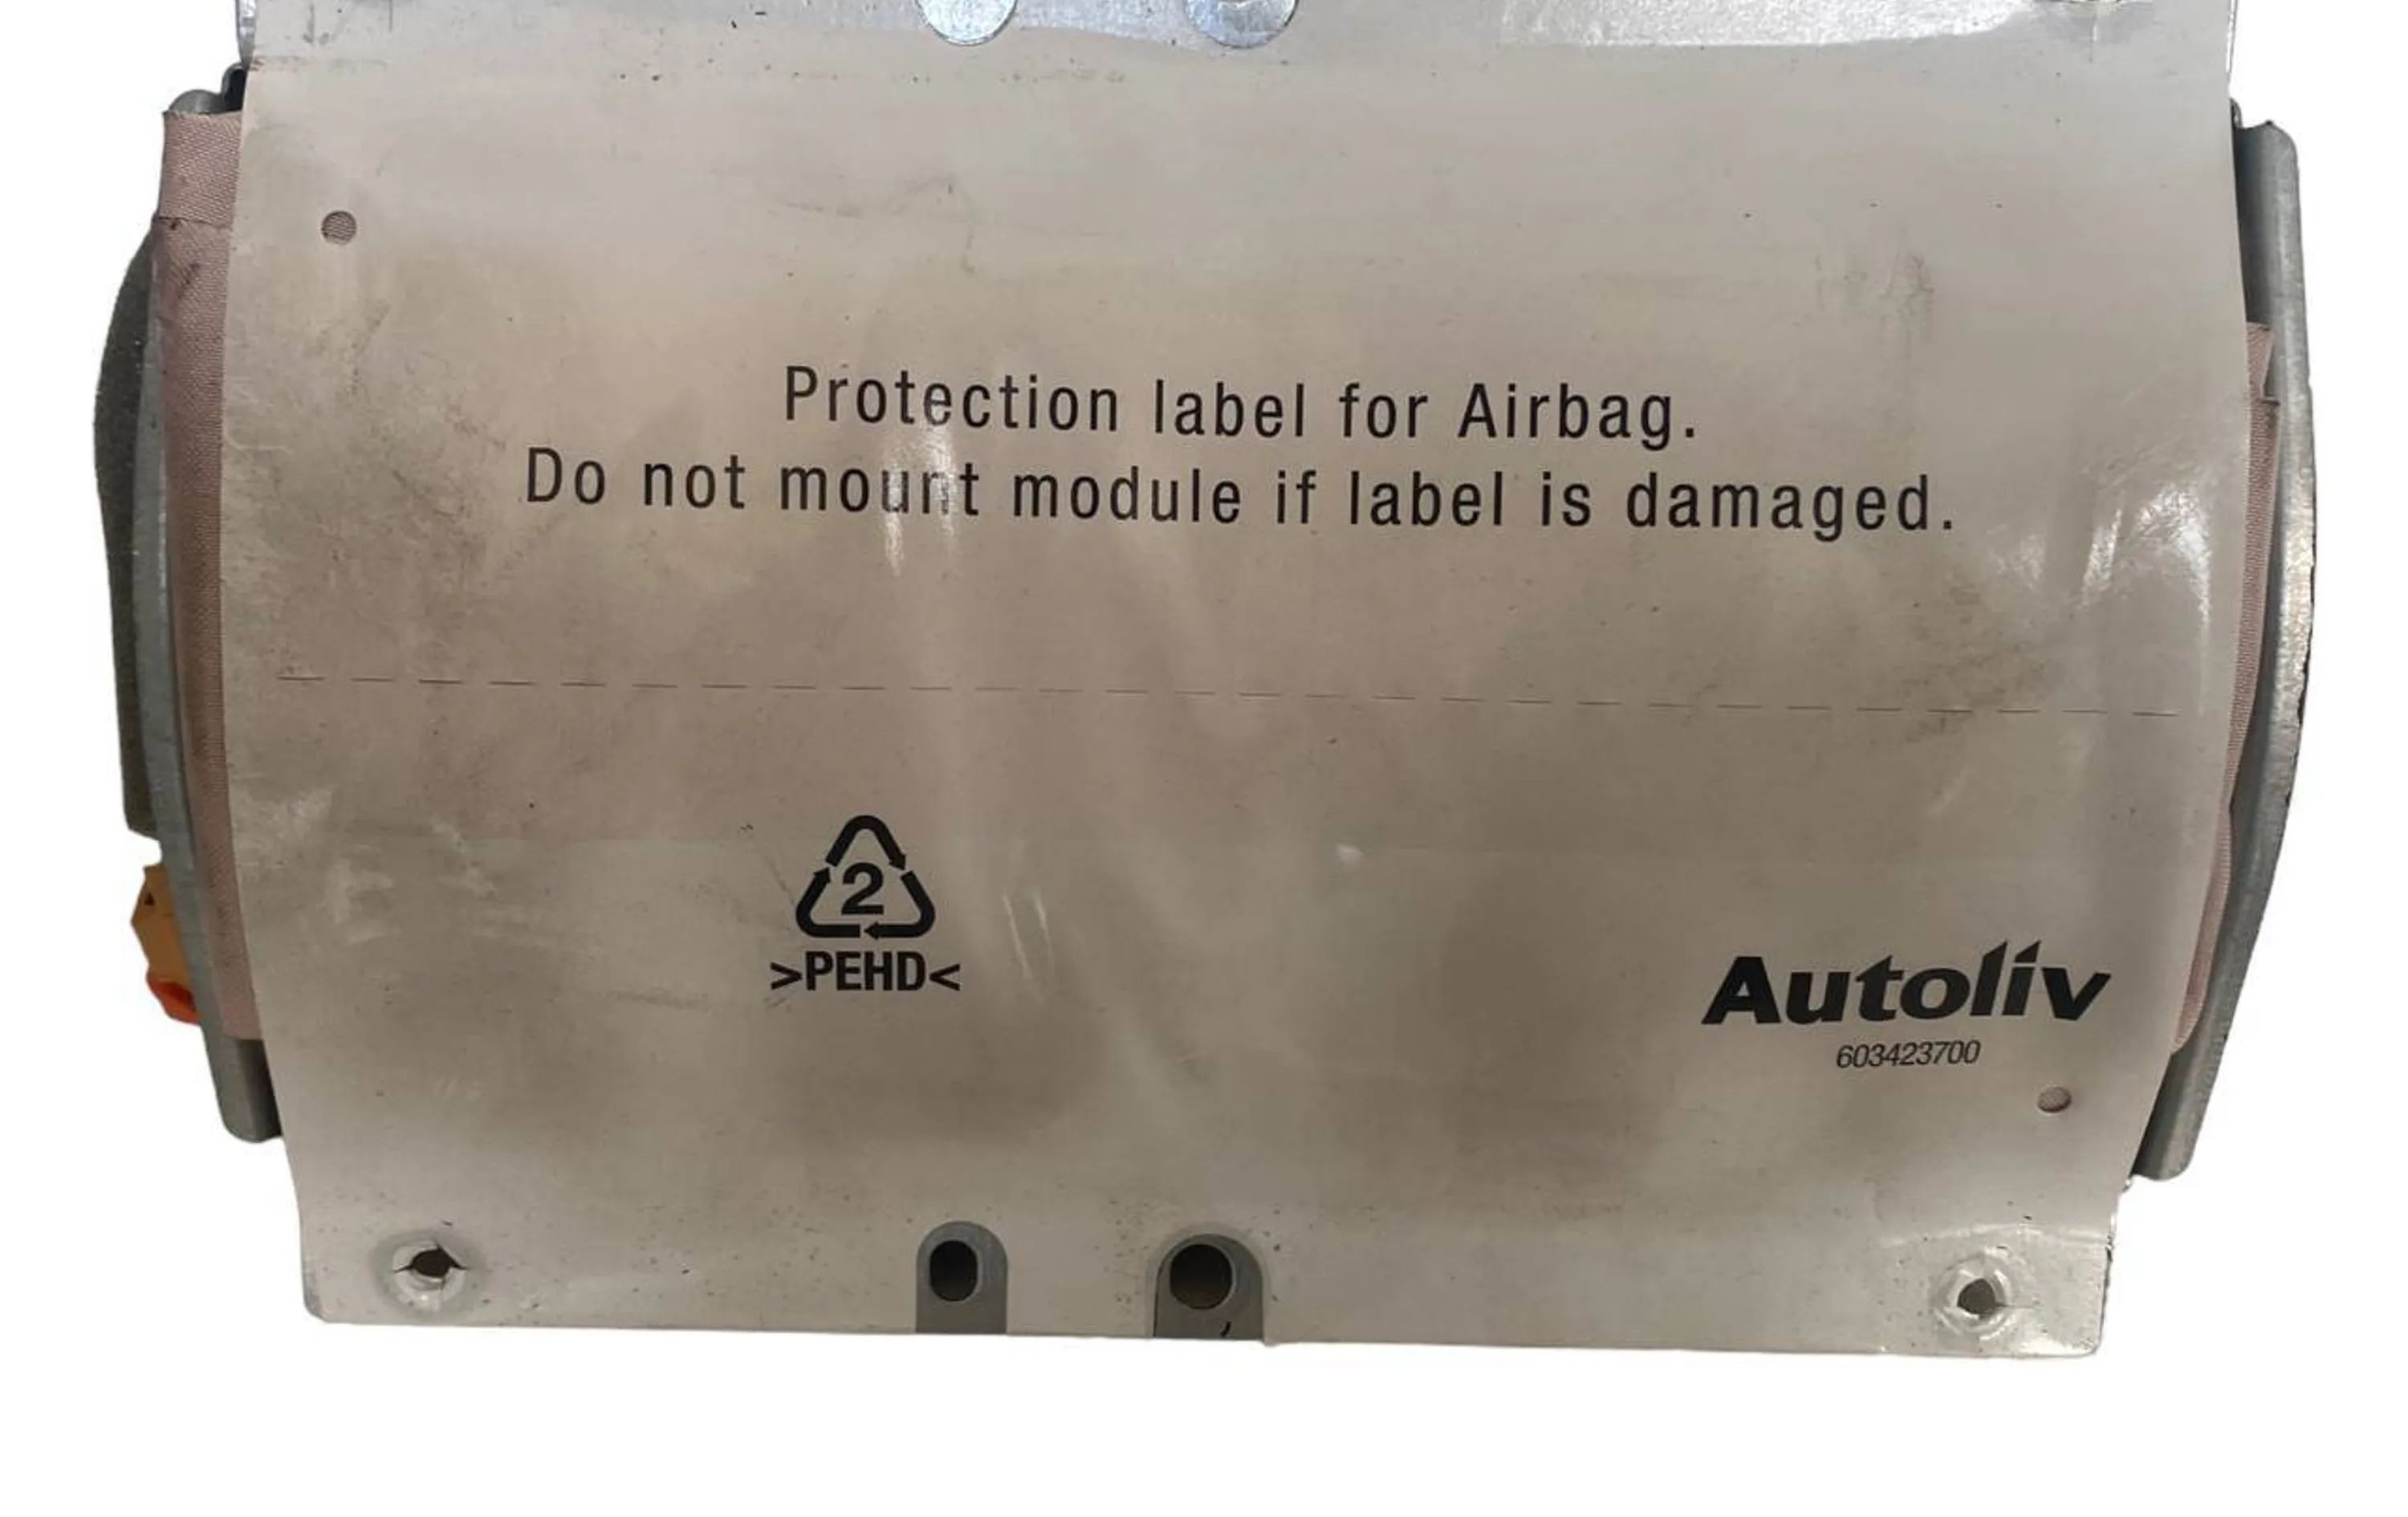 Protection label for Airbag.
Do not mount module if label is damaged.
2
>PEHD<
Autoliv
603423700